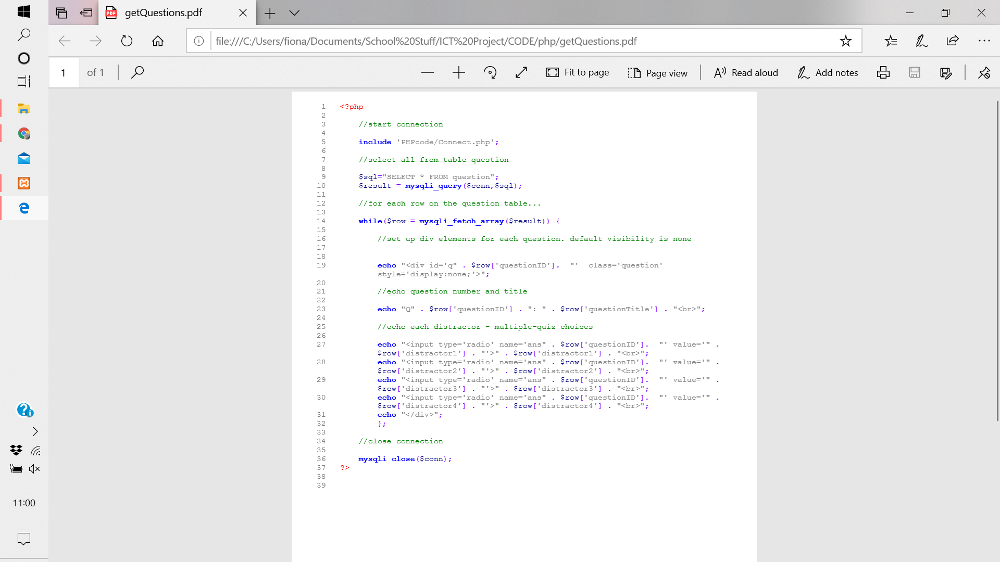 getQuestions.pdf
file:///C:/Users/fiona/Documents/School%20Stuff/ICT%20Project/CODE/php/getQuestions.pdf
1 of 1 Fit to page Page view Read aloud Add notes
1 <?php
2
3 //start connection
4
5 include 'PHPcode/Connect.php';
6
7 //select all from table question
8
9 $sql="SELECT * FROM question";
10 $result = mysqli_query($conn,$sql);
11
12 //for each row on the question table...
13
14 while($row = mysqli_fetch_array($result)) {
15
16 //set up div elements for each question. default visibility is none
17
18
19 echo "<div id='q" . $row['questionID']. "' class='question'
style='display:none;'>";
20
21 //echo question number and title
22
23 echo "Q" . $row['questionID'] . ": " . $row['questionTitle'] . "<br>";
24
25 //echo each distractor - multiple-quiz choices
26
27 echo "<input type='radio' name='ans" . $row['questionID']. "' value='" .
$row['distractor1'] . "'>" . $row['distractor1'] . "<br>";
28 echo "<input type='radio' name='ans" . $row['questionID']. "' value='" .
$row['distractor2'] . "'>" . $row['distractor2'] . "<br>";
29 echo "<input type='radio' name='ans" . $row['questionID']. "' value='" .
$row['distractor3'] . "'>" . $row['distractor3'] . "<br>";
30 echo "<input type='radio' name='ans" . $row['questionID']. "' value='" .
$row['distractor4'] . "'>" . $row['distractor4'] . "<br>";
31 echo "</div>";
32 };
33
34 //close connection
35
36 mysqli close($conn);
37 ?>
38
39
11:00